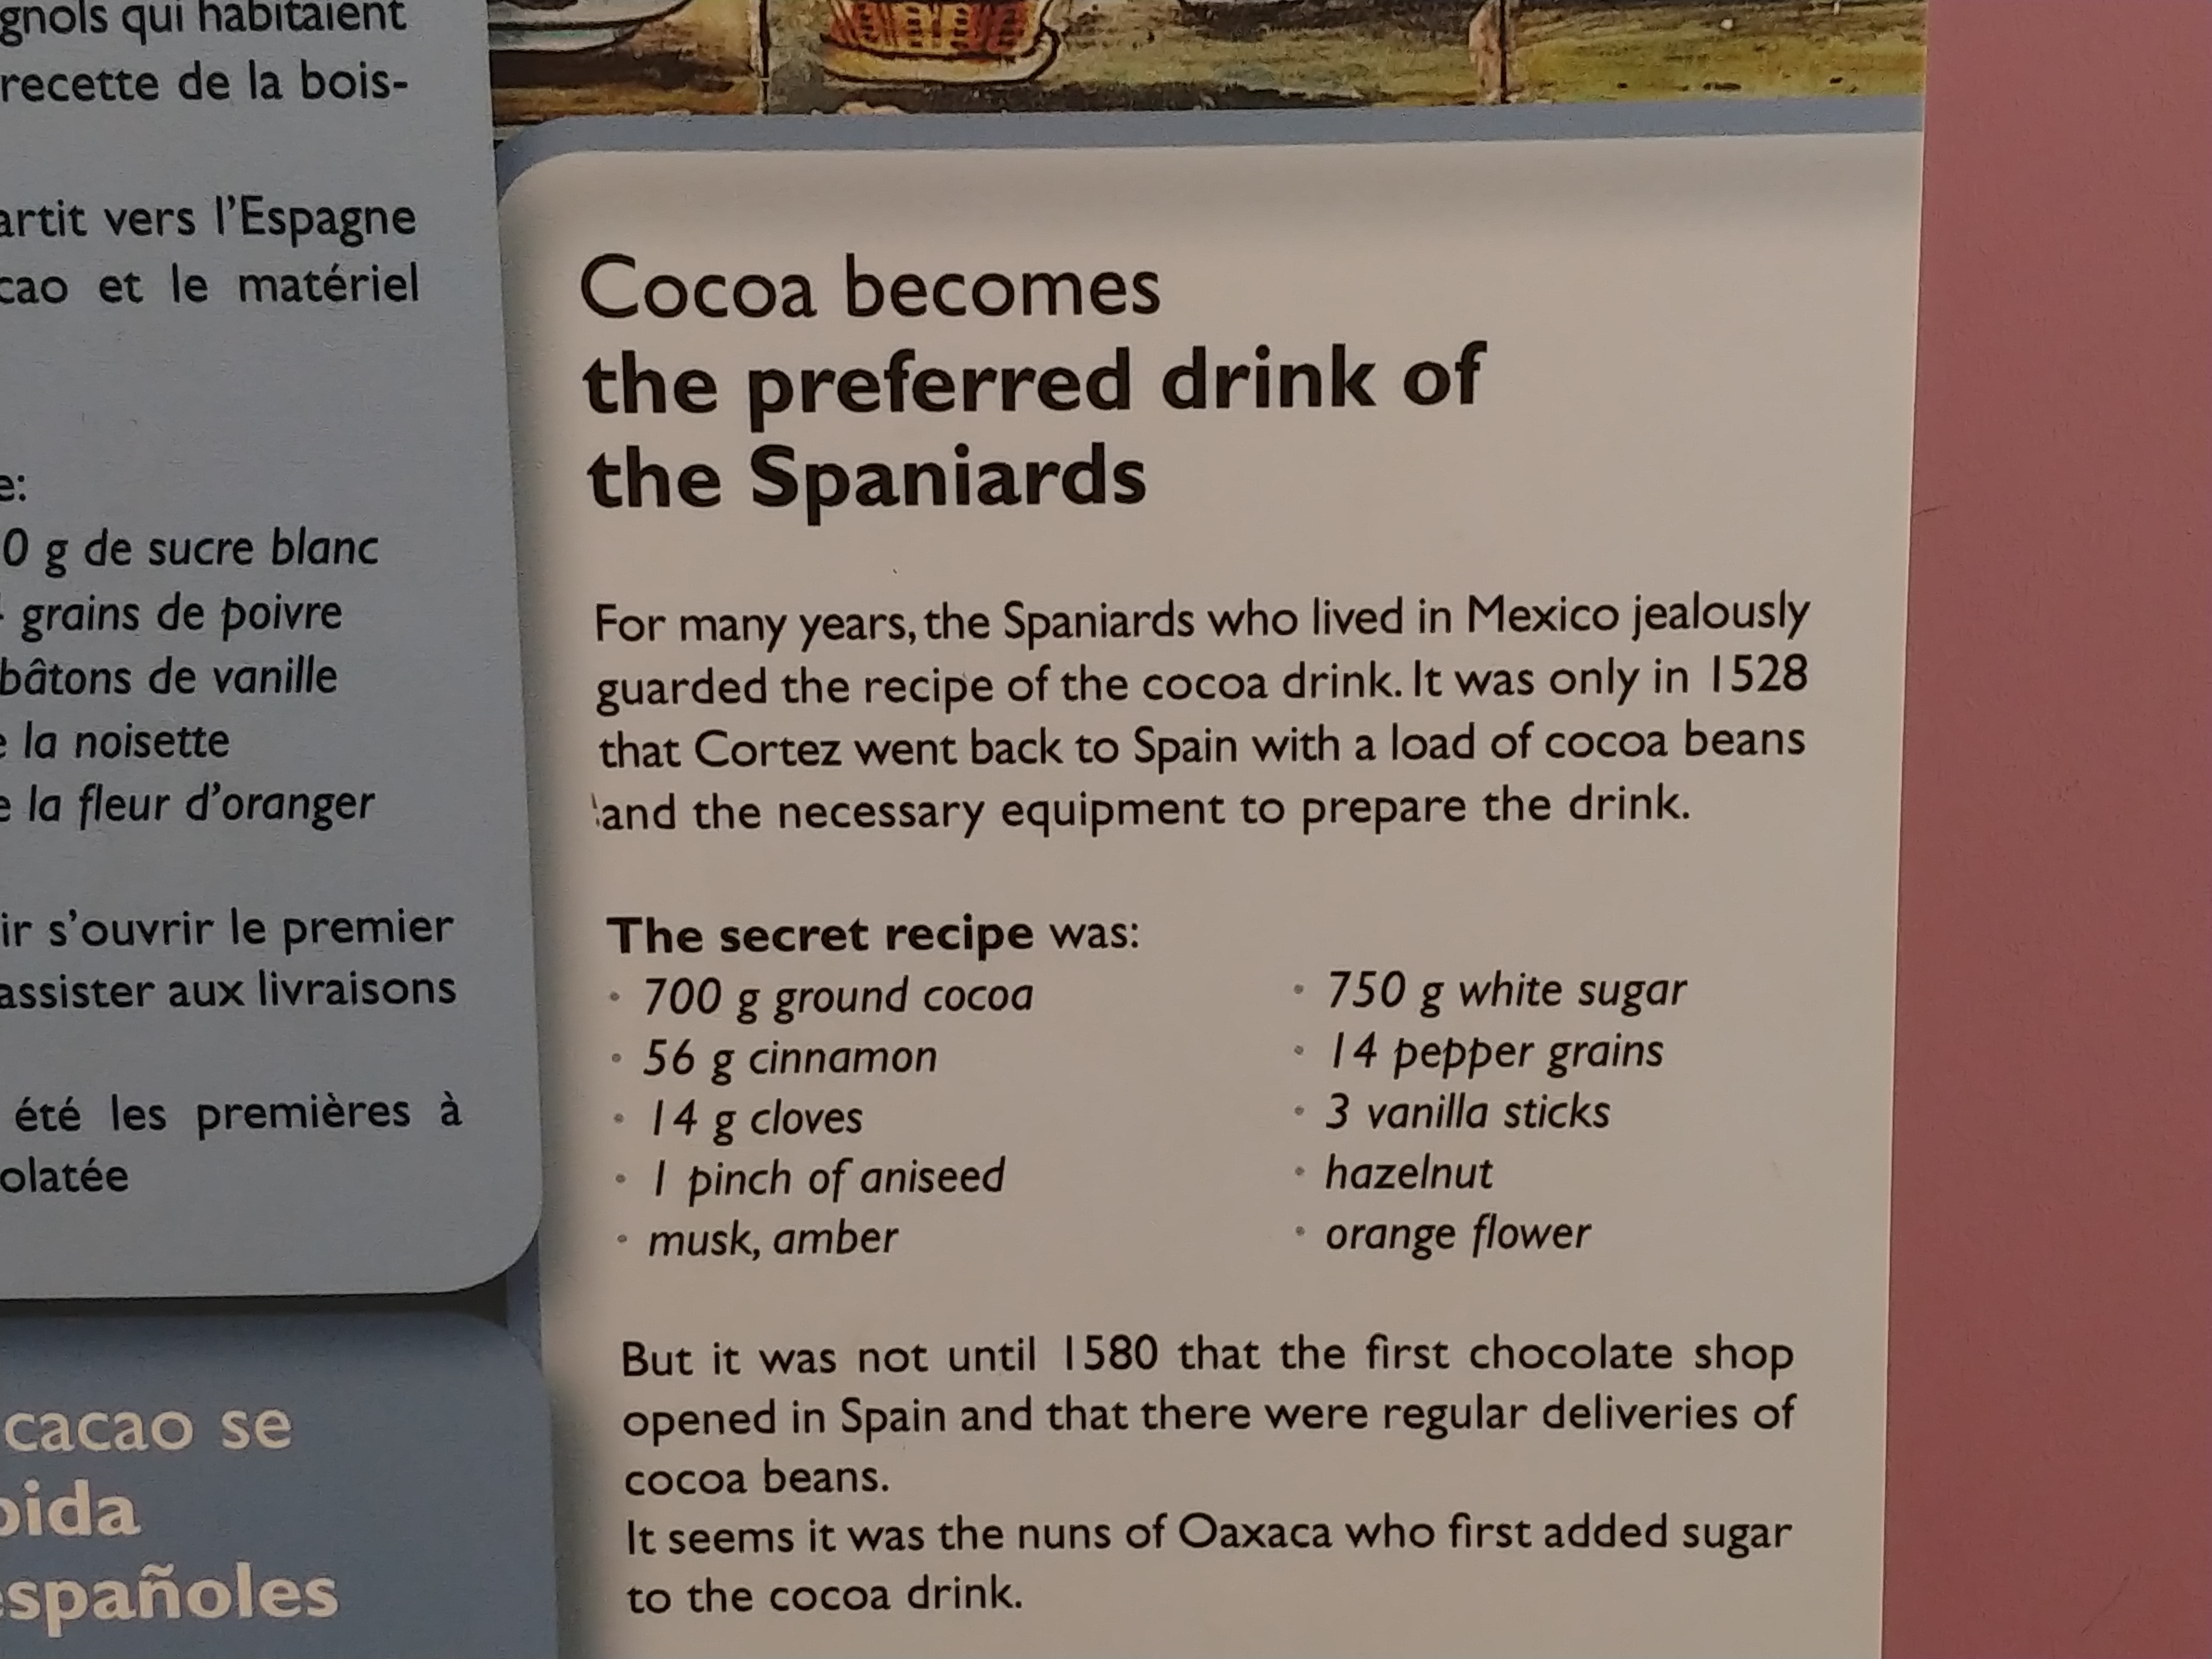 gnols qui habitaient
recette de la bois-
artit vers l'Espagne
cao et le matériel
e:
0 g de sucre blanc
grains de poivre
bâtons de vanille
e la noisette
e la fleur d'oranger
ir s'ouvrir le premier
assister aux livraisons
été les premières à
olatée
cacao se
bida
españoles
Cocoa becomes
the preferred drink of
the Spaniards
For many years, the Spaniards who lived in Mexico jealously
guarded the recipe of the cocoa drink. It was only in 1528
that Cortez went back to Spain with a load of cocoa beans
and the necessary equipment to prepare the drink.
The secret recipe was:
• 700 g ground cocoa
• 56 g cinnamon
• 14 g cloves
• 1 pinch of aniseed
• musk, amber
• 750 g white sugar
• 14 pepper grains
• 3 vanilla sticks
• hazelnut
• orange flower
But it was not until 1580 that the first chocolate shop
opened in Spain and that there were regular deliveries of
cocoa beans.
It seems it was the nuns of Oaxaca who first added sugar
to the cocoa drink.